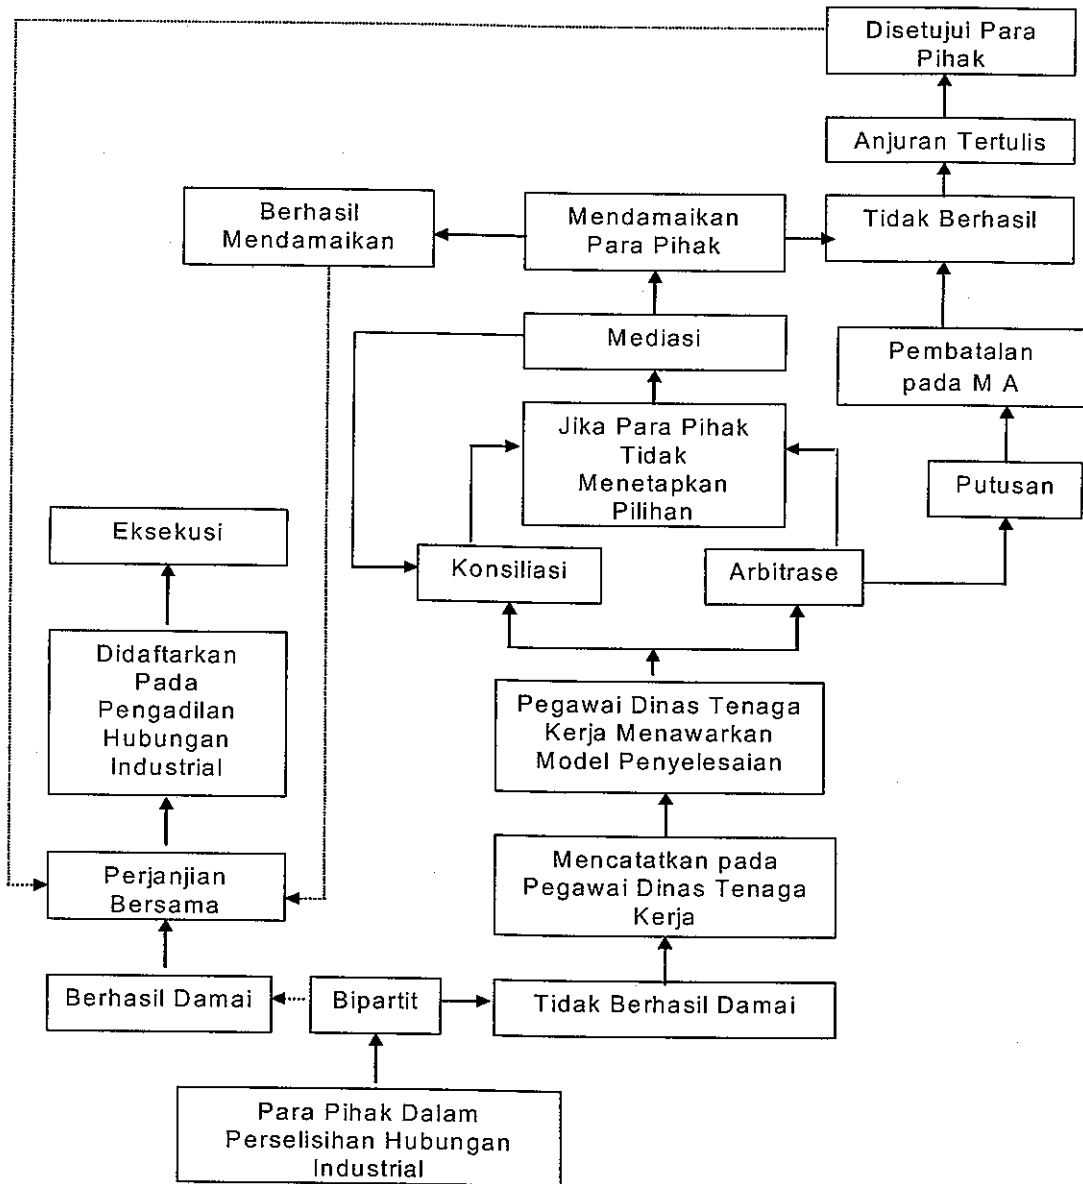 Disetujui Para
Pihak
Anjuran Tertulis
Berhasil
Mendamaikan
Mendamaikan
Para Pihak
Tidak Berhasil
Mediasi
Pembatalan
pada M A
Jika Para Pihak
Tidak
Menetapkan
Pilihan
Putusan
Eksekusi
Konsiliasi
Arbitrase
Didaftarkan
Pada
Pengadilan
Hubungan
Industrial
Pegawai Dinas Tenaga
Kerja Menawarkan
Model Penyelesaian
Perjanjian
Bersama
Mencatatkan pada
Pegawai Dinas Tenaga
Kerja
Berhasil Damai
Bipartit
Tidak Berhasil Damai
Para Pihak Dalam
Perselisihan Hubungan
Industrial